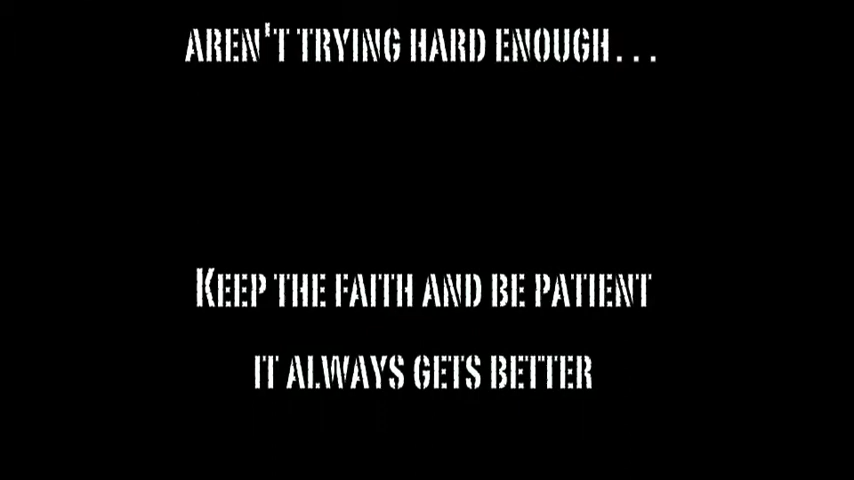 AREN'T TRYING HARD ENOUGH...
KEEP THE FAITH AND BE PATIENT
IT ALWAYS GETS BETTER